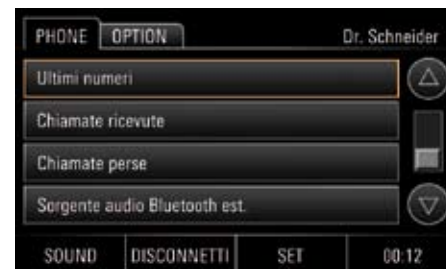 PHONE OPTION Dr. Schneider
Ultimi numeri
Chiamate ricevute
Chiamate perse
Sorgente audio Bluetooth est.
SOUND DISCONNETTI SET 00:12